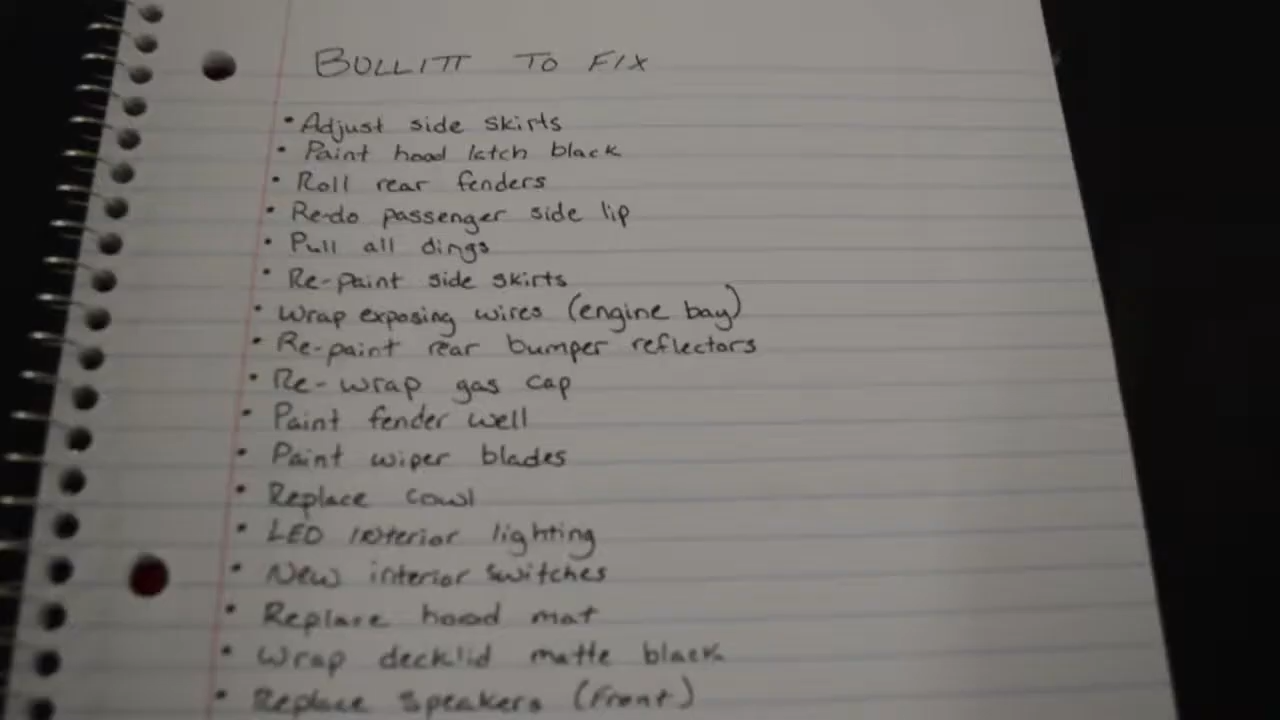 BULLITT TO FIX
• Adjust side skirts
• Paint hood latch black
• Roll rear fenders
• Re-do passenger side lip
• Pull all dings
• Re-paint side skirts
• Wrap exposing wires (engine bay)
• Re-paint rear bumper reflectors
• Re-wrap gas cap
• Paint fender well
• Paint wiper blades
• Replace cowl
• LED interior lighting
• New interior switches
• Replace hood mat
• Wrap decklid matte black
• Replace speakers (front)